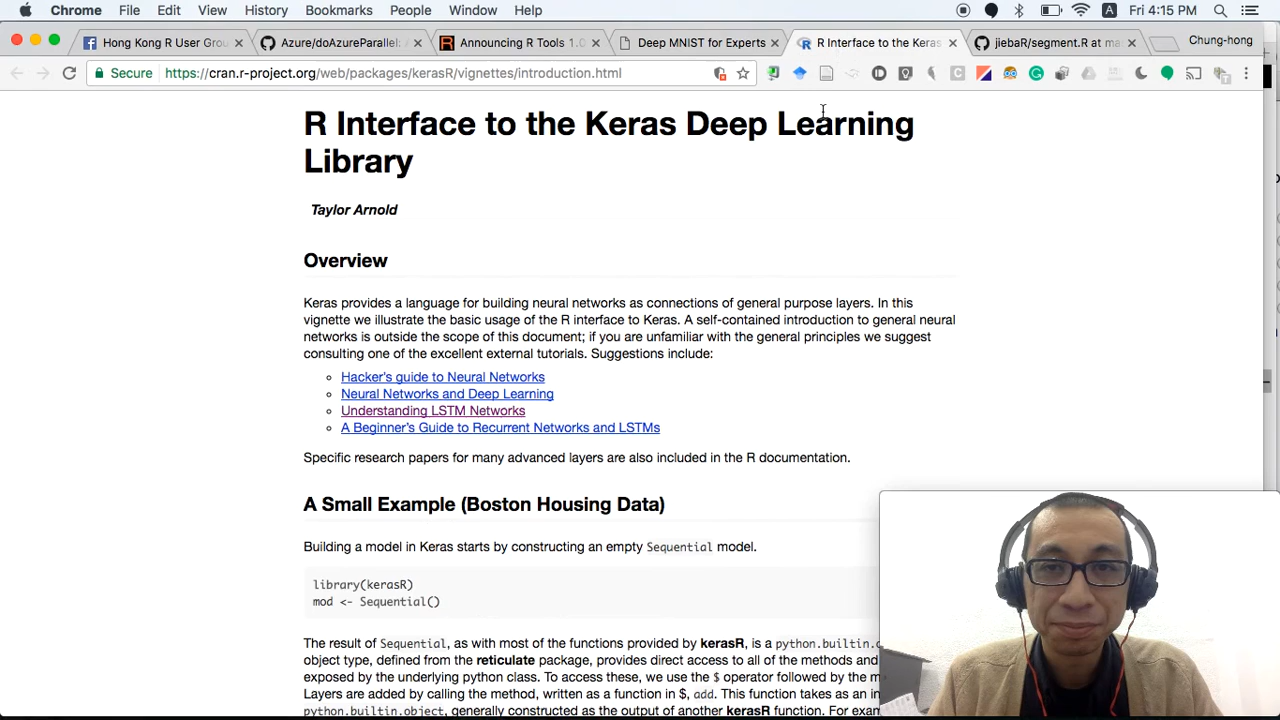 Chrome File Edit View History Bookmarks People Window Help Fri 4:15 PM
Hong Kong R User Grou Azure/doAzureParallel: A Announcing R Tools 1.0 Deep MNIST for Experts R Interface to the Keras jiebaR/segment.R at ma Chung-hong
Secure https://cran.r-project.org/web/packages/kerasR/vignettes/introduction.html
R Interface to the Keras Deep Learning
Library
Taylor Arnold
Overview
Keras provides a language for building neural networks as connections of general purpose layers. In this
vignette we illustrate the basic usage of the R interface to Keras. A self-contained introduction to general neural
networks is outside the scope of this document; if you are unfamiliar with the general principles we suggest
consulting one of the excellent external tutorials. Suggestions include:
Hacker's guide to Neural Networks
Neural Networks and Deep Learning
Understanding LSTM Networks
A Beginner's Guide to Recurrent Networks and LSTMs
Specific research papers for many advanced layers are also included in the R documentation.
A Small Example (Boston Housing Data)
Building a model in Keras starts by constructing an empty Sequential model.
library(kerasR)
mod <- Sequential()
The result of Sequential, as with most of the functions provided by kerasR, is a python.builtin.
object type, defined from the reticulate package, provides direct access to all of the methods and
exposed by the underlying python class. To access these, we use the $ operator followed by the m
Layers are added by calling the method, written as a function in $, add. This function takes as an in
python.builtin.object, generally constructed as the output of another kerasR function. For exam